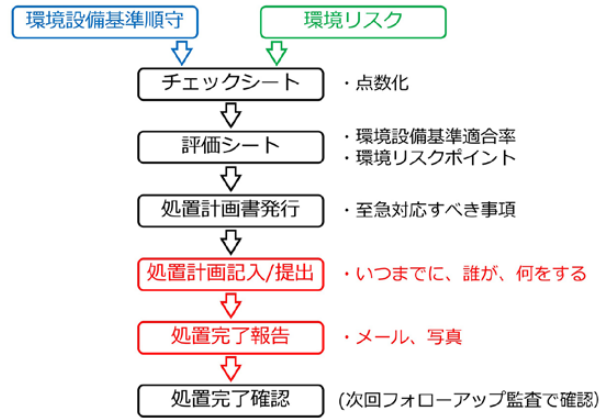 環境設備基準順守
環境リスク
チェックシート
・点数化
評価シート
・環境設備基準適合率
・環境リスクポイント
処置計画書発行
・至急対応すべき事項
処置計画記入/提出
・いつまでに、誰が、何をする
処置完了報告
・メール、写真
処置完了確認
(次回フォローアップ監査で確認)